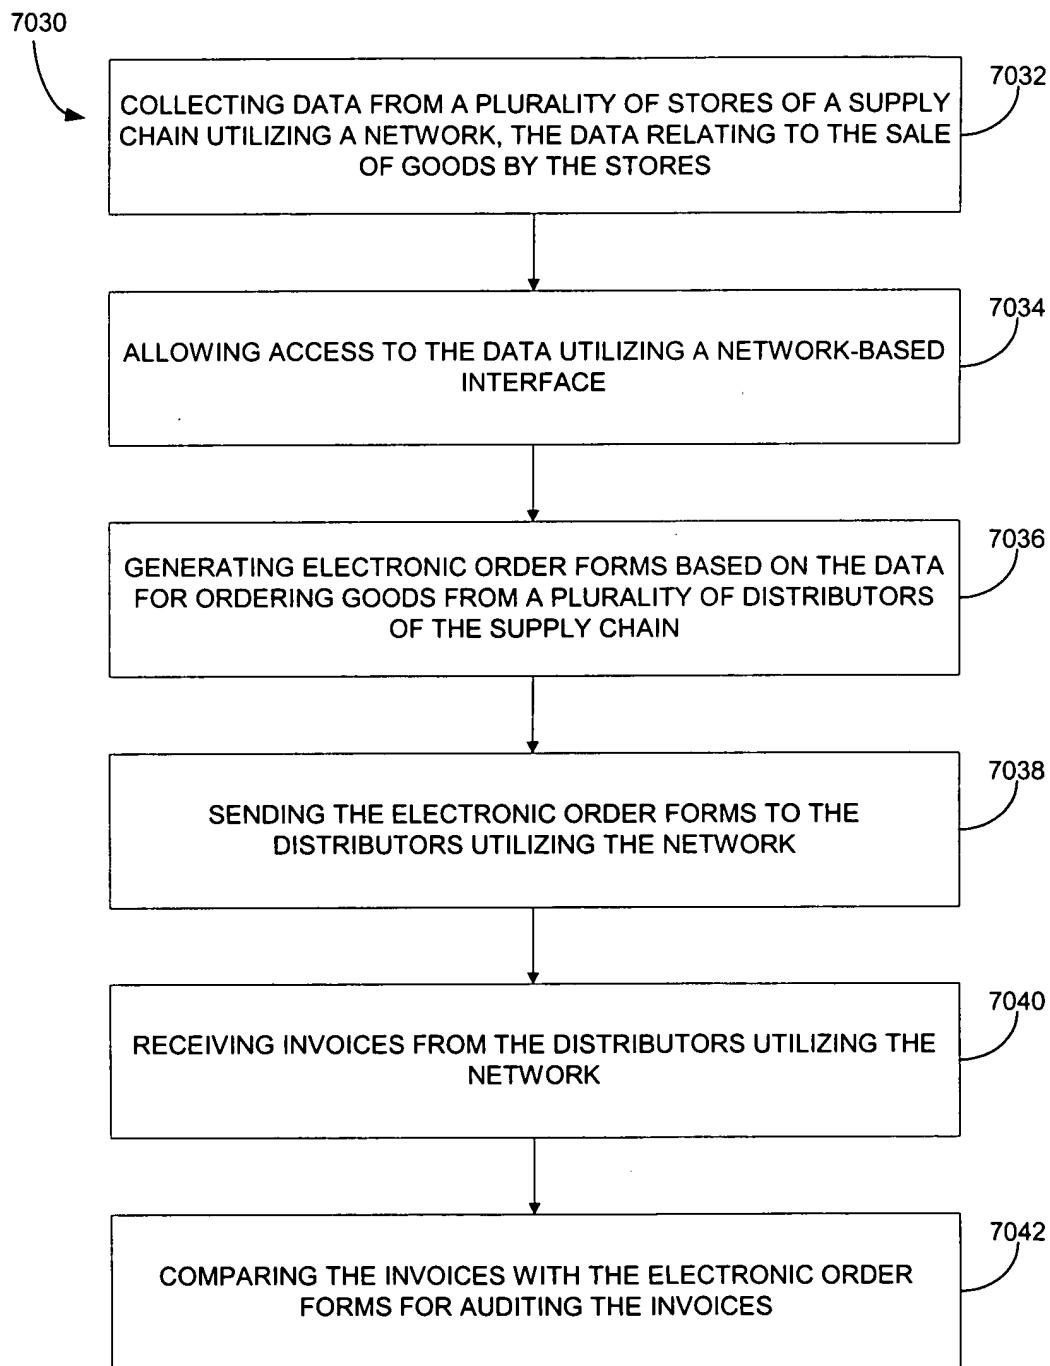 7030
7032
COLLECTING DATA FROM A PLURALITY OF STORES OF A SUPPLY
CHAIN UTILIZING A NETWORK, THE DATA RELATING TO THE SALE
OF GOODS BY THE STORES
7034
ALLOWING ACCESS TO THE DATA UTILIZING A NETWORK-BASED
INTERFACE
7036
GENERATING ELECTRONIC ORDER FORMS BASED ON THE DATA
FOR ORDERING GOODS FROM A PLURALITY OF DISTRIBUTORS
OF THE SUPPLY CHAIN
7038
SENDING THE ELECTRONIC ORDER FORMS TO THE
DISTRIBUTORS UTILIZING THE NETWORK
7040
RECEIVING INVOICES FROM THE DISTRIBUTORS UTILIZING THE
NETWORK
7042
COMPARING THE INVOICES WITH THE ELECTRONIC ORDER
FORMS FOR AUDITING THE INVOICES